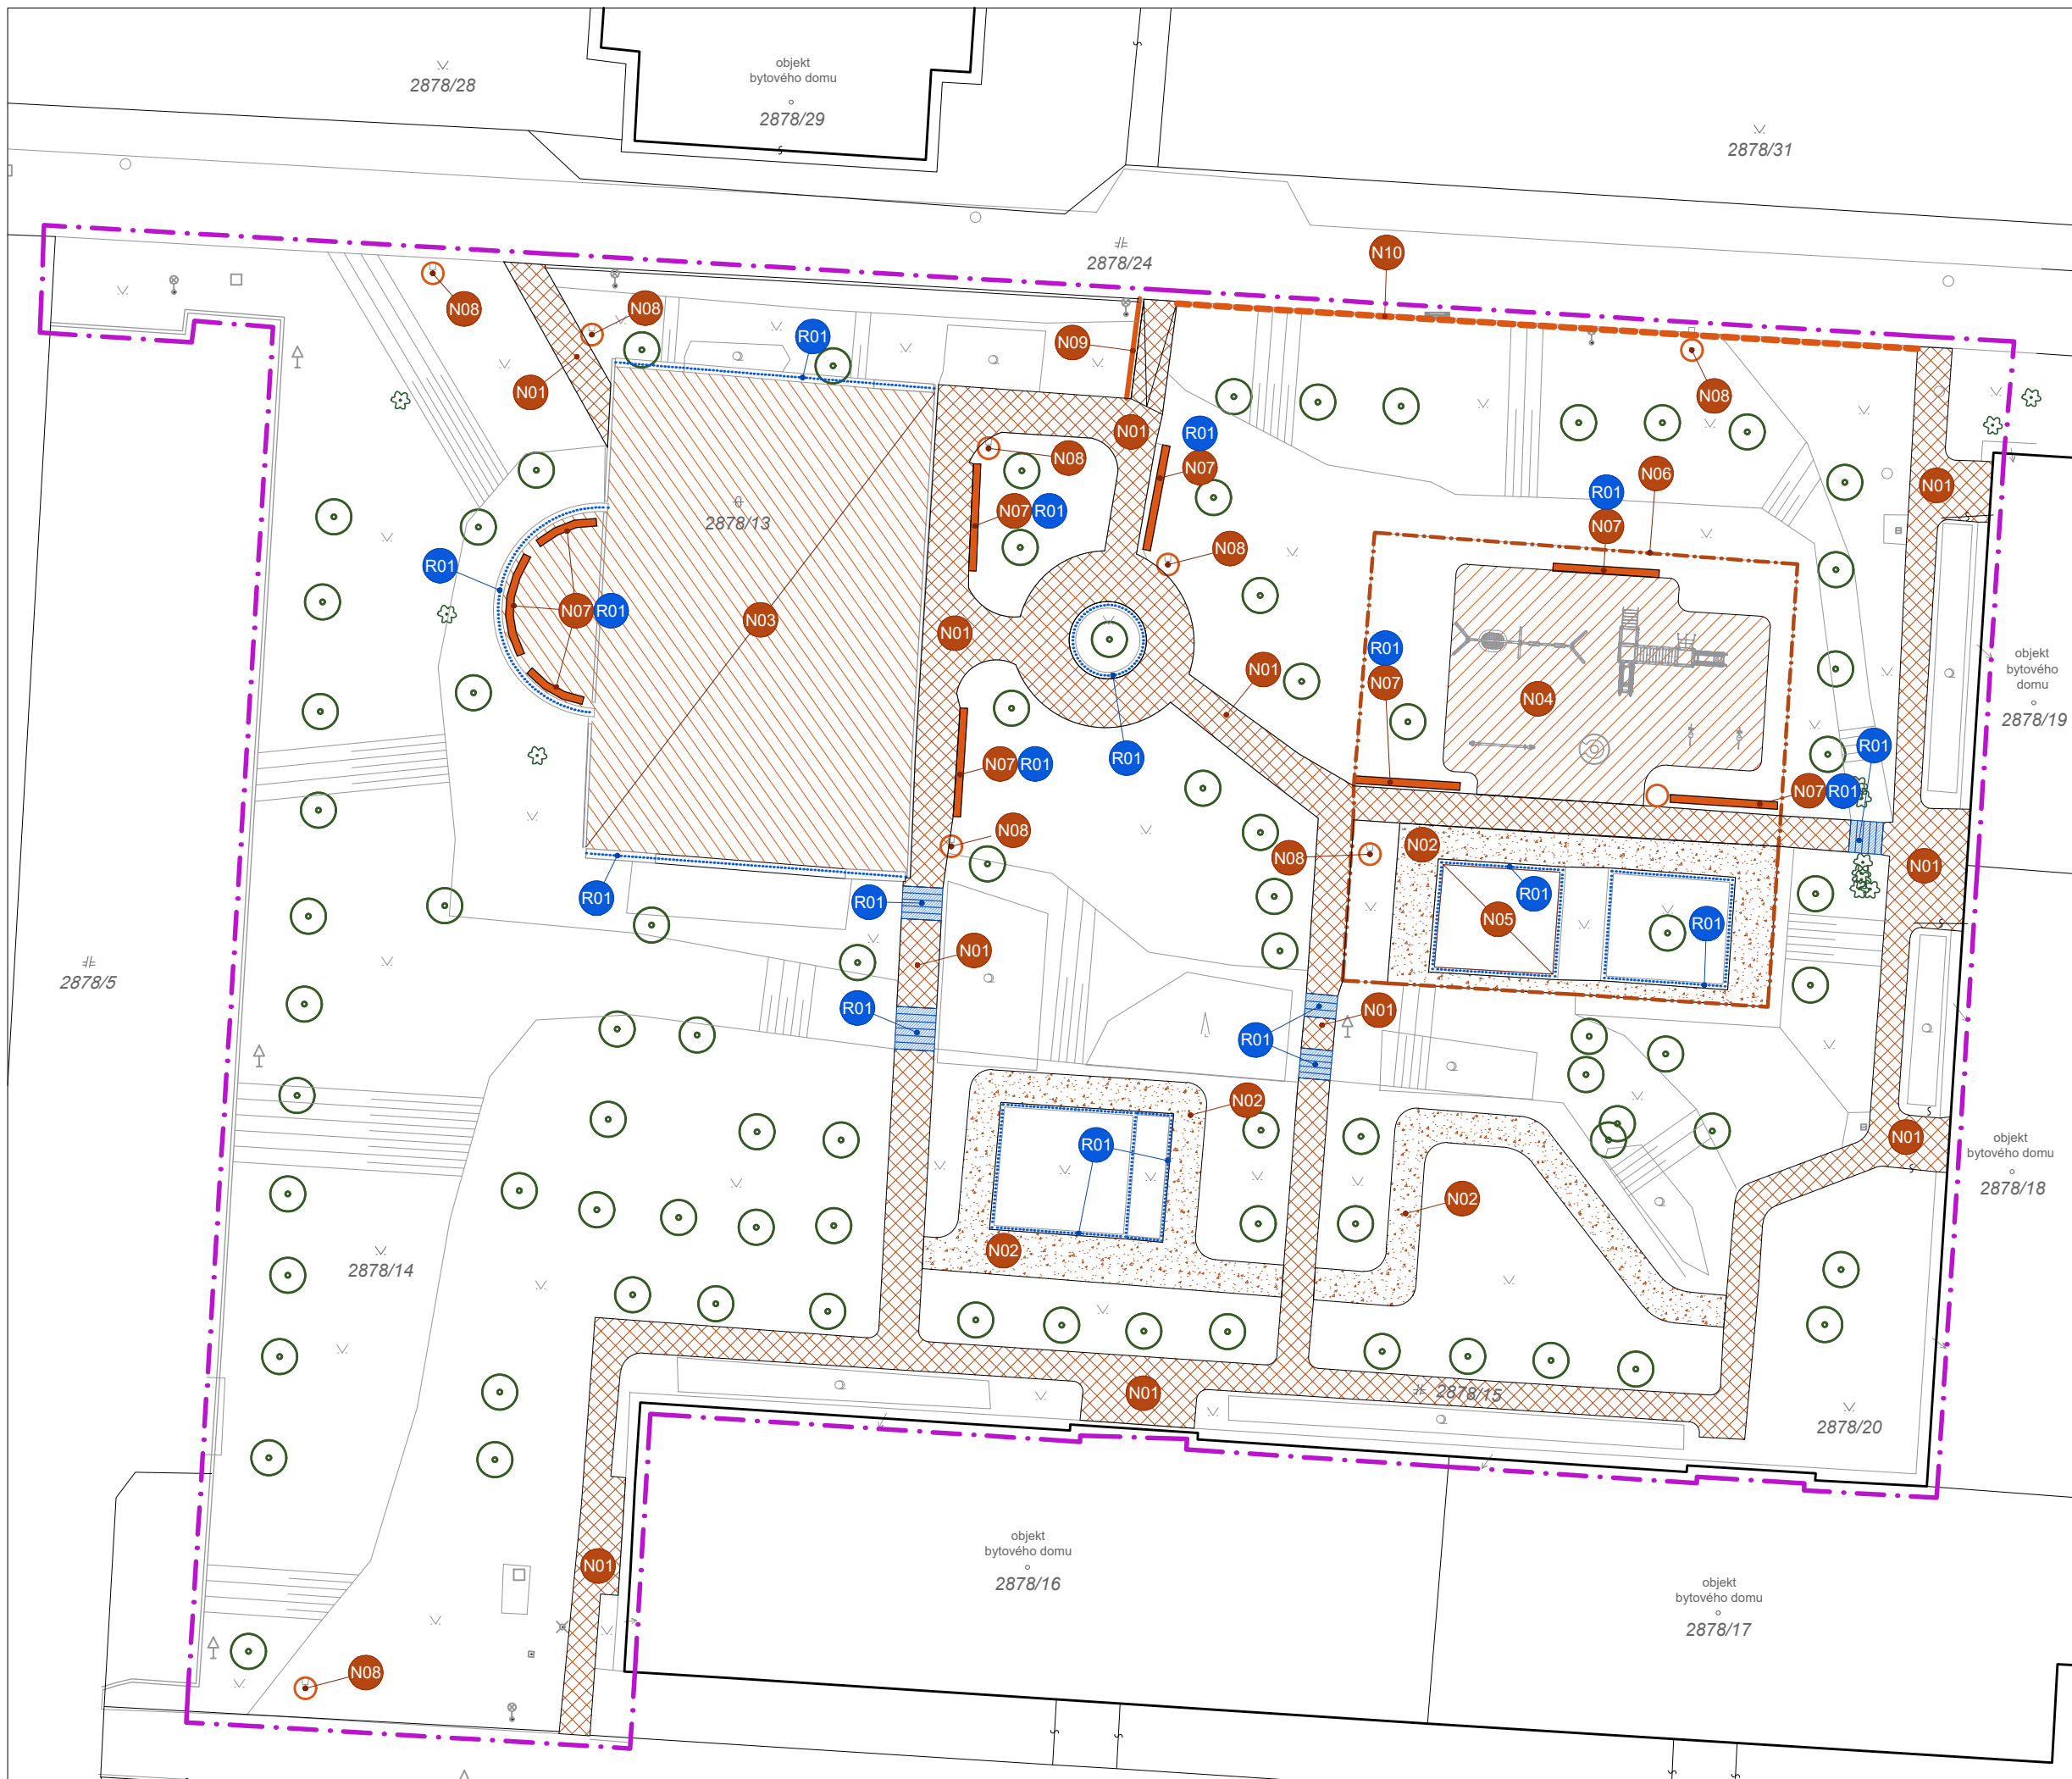 objekt
bytového domu
2878/28
2878/29
2878/31
2878/24
N10
N08
N08
R01
N09
N01
N08
N01
R01
N08
N07
N06
R01
N01
2878/13
N07 R01
N07
N08
R01
N07 R01
N03
N01
R01
objekt
bytového
domu
2878/19
N01
N07
N04
R01
N07 R01
R01
N07 R01
N08
N02
N08
N01
R01
R01
R01
N05
R01
N01
2878/5
R01
N01
R01
N02
N01
R01
objekt
bytového domu
2878/18
N02
N02
2878/14
N01
2878/15
2878/20
objekt
bytového domu
2878/16
N01
objekt
bytového domu
2878/17
N08